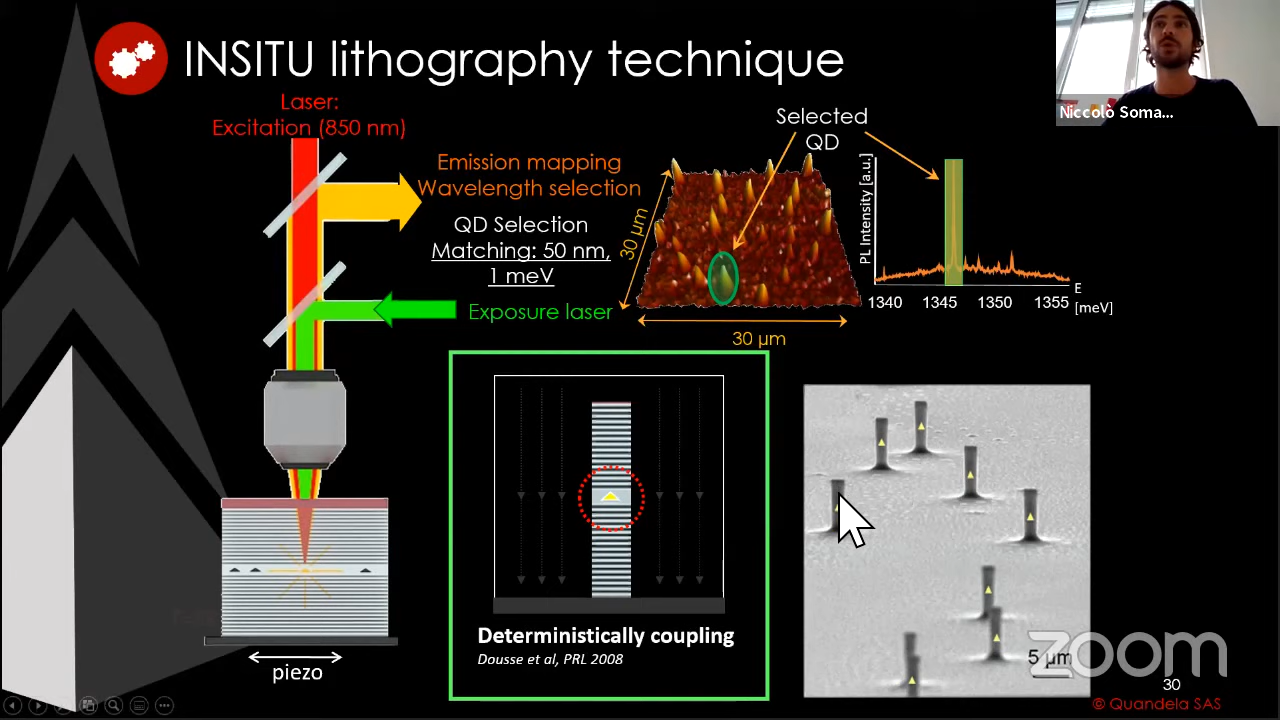 INSITU lithography technique
Niccolò Soma...
Laser:
Excitation (850 nm)
Emission mapping
Wavelength selection
QD Selection
Matching: 50 nm,
1 meV
Exposure laser
Selected
QD
30 µm
30 µm
PL Intensity [a.u.]
1340 1345 1350 1355
E
[meV]
piezo
Deterministically coupling
Dousse et al, PRL 2008
5 µm
zoom
30
© Quandela SAS